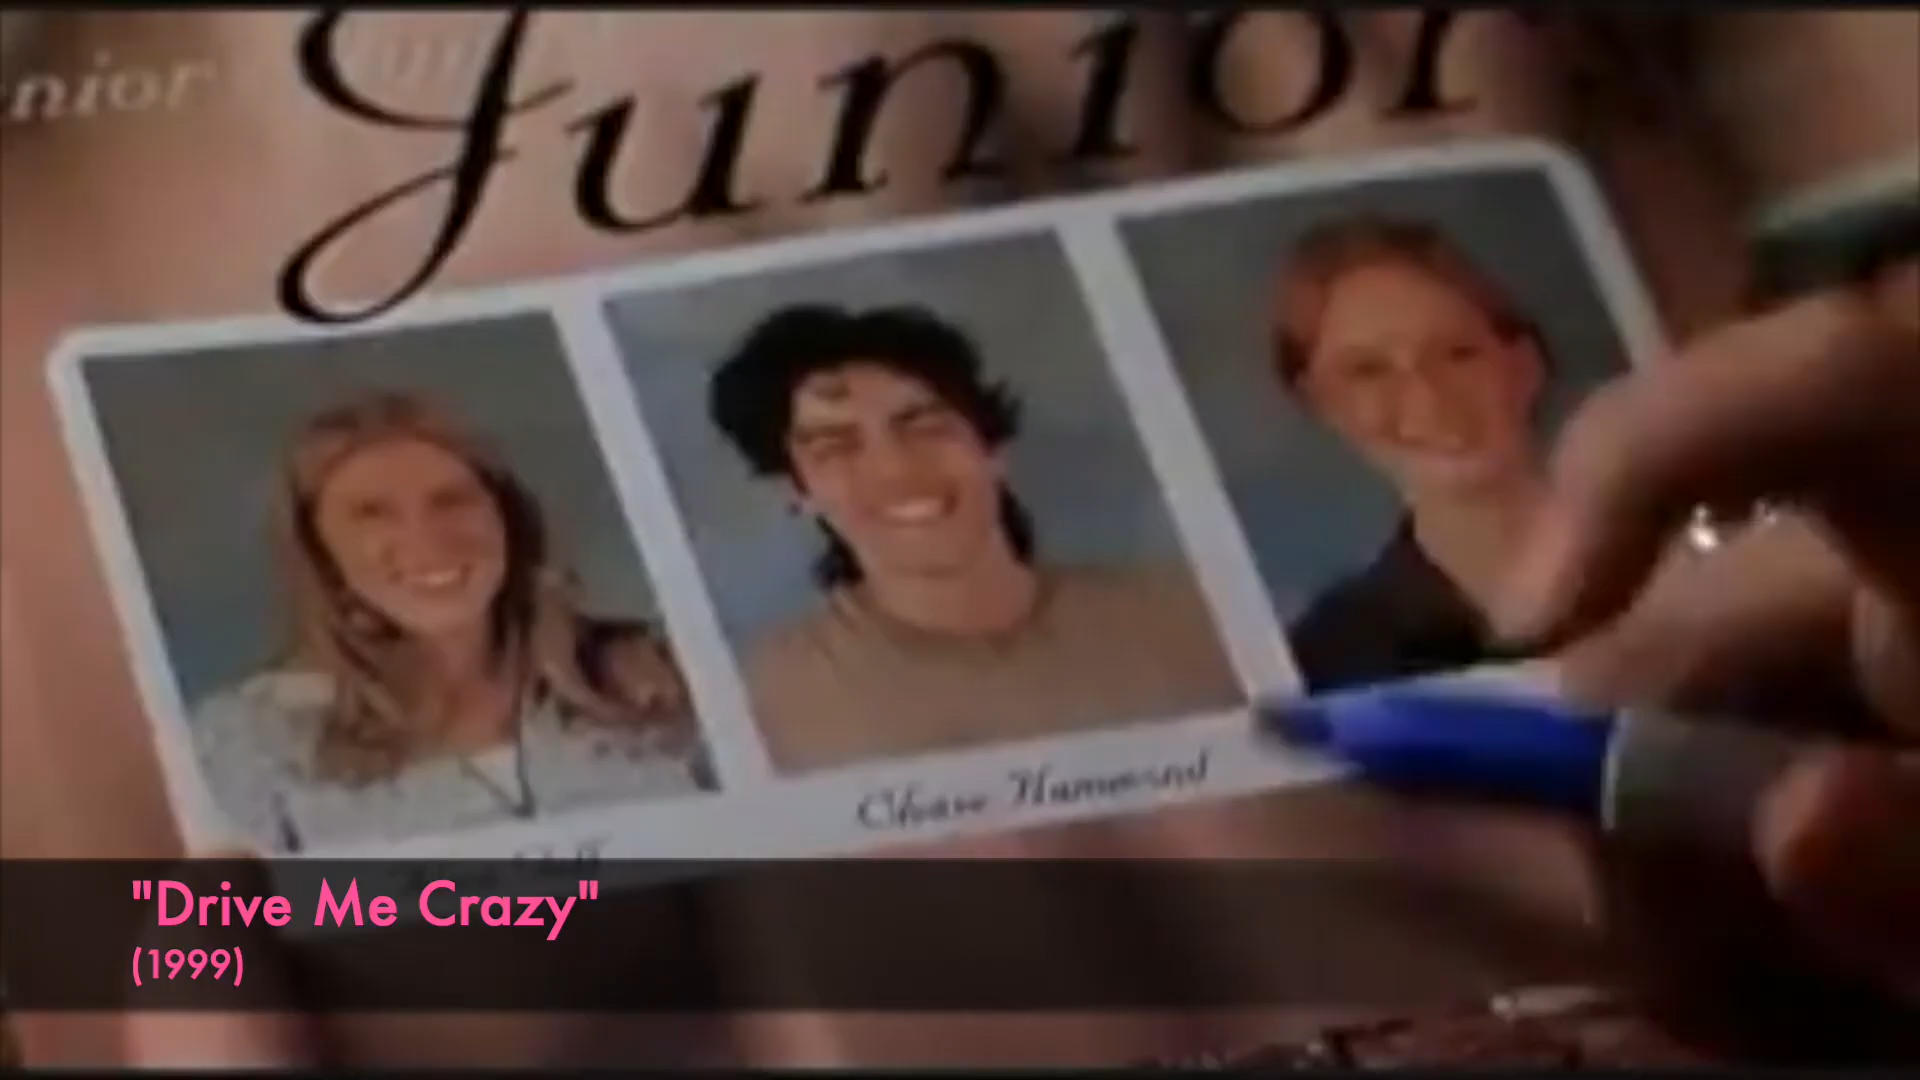 nior
Junior
Chase Hammond
"Drive Me Crazy"
(1999)